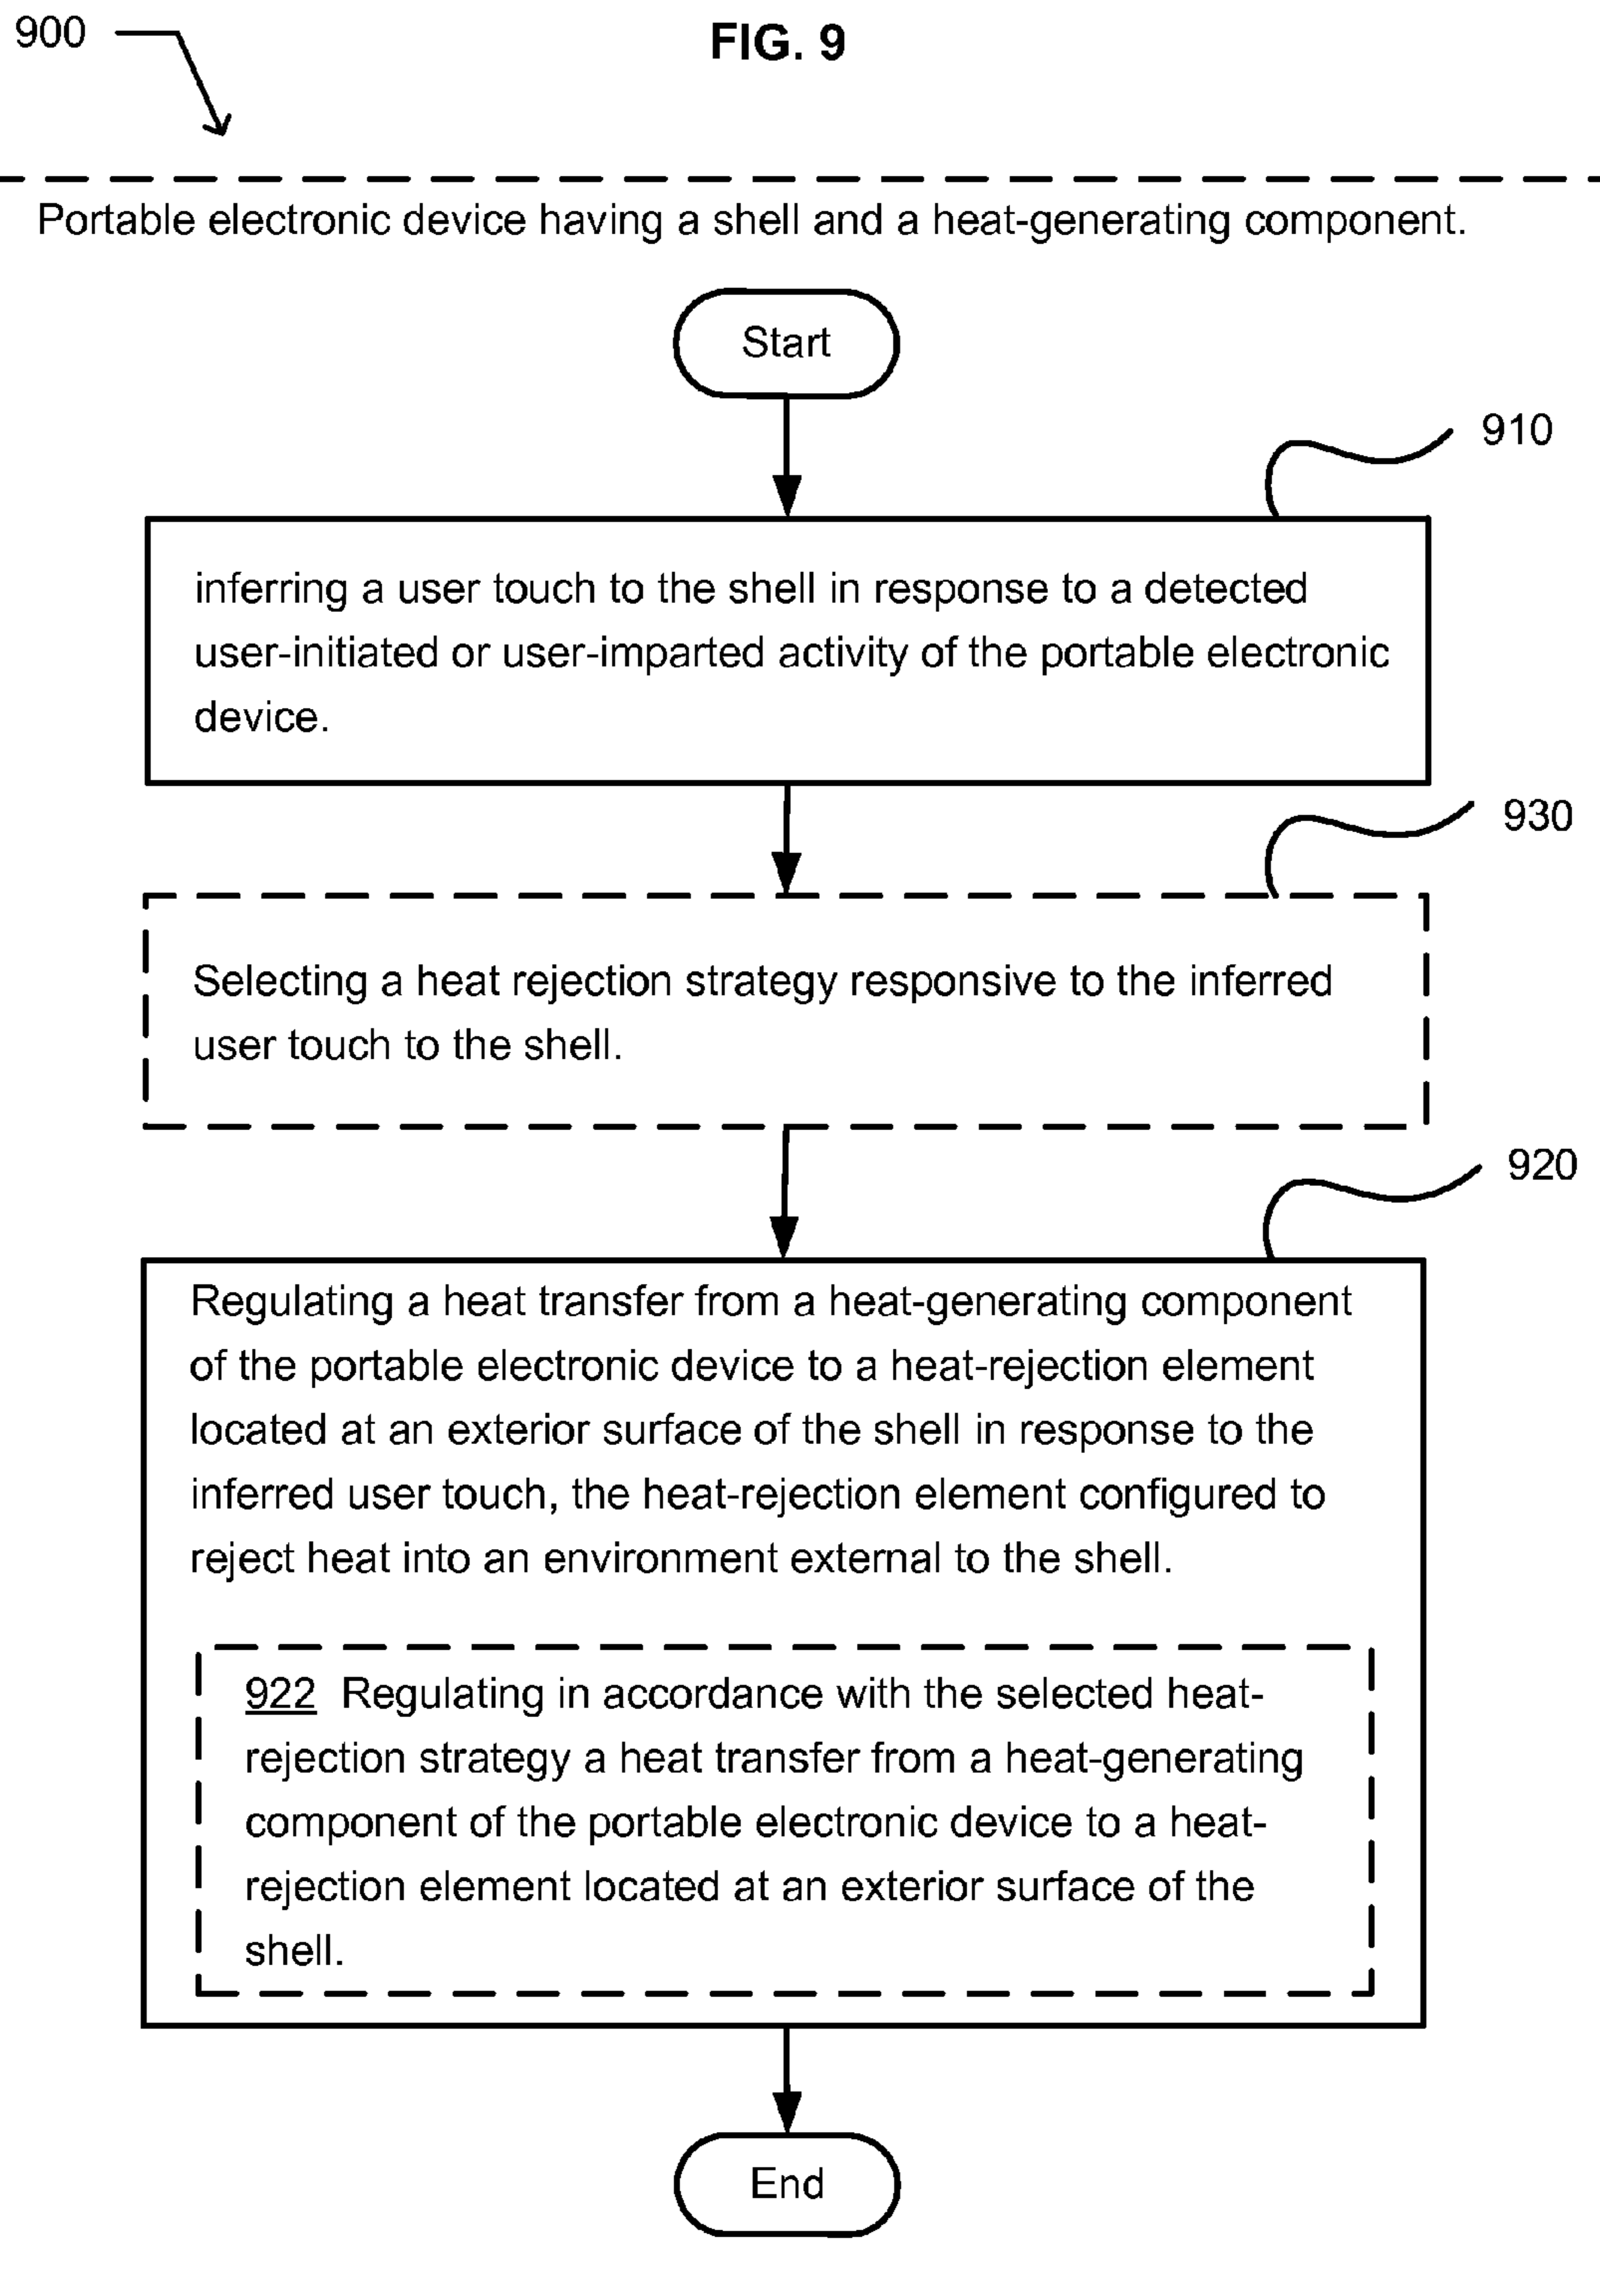 900
FIG. 9
Portable electronic device having a shell and a heat-generating component.
Start
910
inferring a user touch to the shell in response to a detected
user-initiated or user-imparted activity of the portable electronic
device.
930
Selecting a heat rejection strategy responsive to the inferred
user touch to the shell.
920
Regulating a heat transfer from a heat-generating component
of the portable electronic device to a heat-rejection element
located at an exterior surface of the shell in response to the
inferred user touch, the heat-rejection element configured to
reject heat into an environment external to the shell.
922 Regulating in accordance with the selected heat-
rejection strategy a heat transfer from a heat-generating
component of the portable electronic device to a heat-
rejection element located at an exterior surface of the
shell.
End